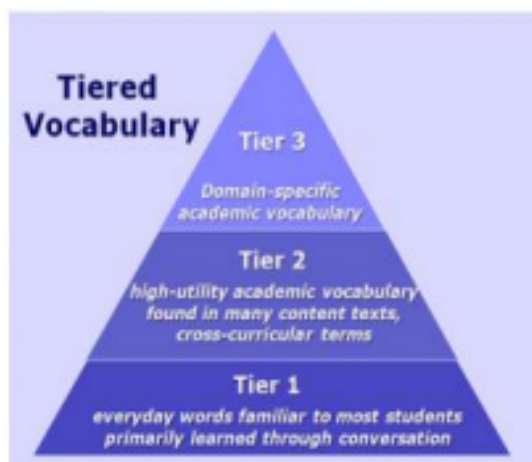 Tiered
Vocabulary
Tier 3
Domain-specific
academic vocabulary
Tier 2
high-utility academic vocabulary
found in many content texts,
cross-curricular terms
Tier 1
everyday words familiar to most students
primarily learned through conversation